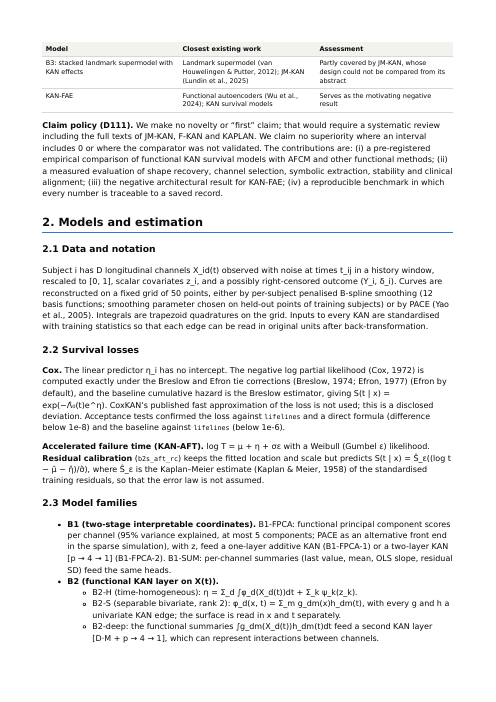 Model Closest existing work Assessment
B3: stacked landmark supermodel with Landmark supermodel (van Partly covered by JM-KAN, whose
KAN effects Houwelingen & Putter, 2012); JM-KAN design could not be compared from its
(Lundin et al., 2025) abstract
KAN-FAE Functional autoencoders (Wu et al., Serves as the motivating negative
2024); KAN survival models result
Claim policy (D111). We make no novelty or “first” claim; that would require a systematic review
including the full texts of JM-KAN, F-KAN and KAPLAN. We claim no superiority where an interval
includes 0 or where the comparator was not validated. The contributions are: (i) a pre-registered
empirical comparison of functional KAN survival models with AFCM and other functional methods; (ii)
a measured evaluation of shape recovery, channel selection, symbolic extraction, stability and clinical
alignment; (iii) the negative architectural result for KAN-FAE; (iv) a reproducible benchmark in which
every number is traceable to a saved record.
2. Models and estimation
2.1 Data and notation
Subject i has D longitudinal channels X_id(t) observed with noise at times t_ij in a history window,
rescaled to [0, 1], scalar covariates z_i, and a possibly right-censored outcome (Y_i, δ_i). Curves are
reconstructed on a fixed grid of 50 points, either by per-subject penalised B-spline smoothing (12
basis functions; smoothing parameter chosen on held-out points of training subjects) or by PACE (Yao
et al., 2005). Integrals are trapezoid quadratures on the grid. Inputs to every KAN are standardised
with training statistics so that each edge can be read in original units after back-transformation.
2.2 Survival losses
Cox. The linear predictor η_i has no intercept. The negative log partial likelihood (Cox, 1972) is
computed exactly under the Breslow and Efron tie corrections (Breslow, 1974; Efron, 1977) (Efron by
default), and the baseline cumulative hazard is the Breslow estimator, giving S(t | x) =
exp(−Λ̂₀(t)e^η). CoxKAN’s published fast approximation of the loss is not used; this is a disclosed
deviation. Acceptance tests confirmed the loss against lifelines and a direct formula (difference
below 1e-8) and the baseline against lifelines (below 1e-6).
Accelerated failure time (KAN-AFT). log T = μ + η + σε with a Weibull (Gumbel ε) likelihood.
Residual calibration (b2s_aft_rc) keeps the fitted location and scale but predicts S(t | x) = Ŝ_ε((log t
− μ̂ − η̂)/σ̂), where Ŝ_ε is the Kaplan–Meier estimate (Kaplan & Meier, 1958) of the standardised
training residuals, so that the error law is not assumed.
2.3 Model families
• B1 (two-stage interpretable coordinates). B1-FPCA: functional principal component scores
per channel (95% variance explained, at most 5 components; PACE as an alternative front end
in the sparse simulation), with z, feed a one-layer additive KAN (B1-FPCA-1) or a two-layer KAN
[p → 4 → 1] (B1-FPCA-2). B1-SUM: summaries (last value, mean, OLS slope, residual
SD) feed the same heads.
• B2 (functional KAN layer on X(t)).
◦ B2-H (time-homogeneous): η = Σ_d ∫φ_d(X_d(t))dt + Σ_k ψ_k(z_k).
◦ B2-S (separable bivariate, rank 2): φ_d(x, t) = Σ_m g_dm(x)h_dm(t), with every g and h a
univariate KAN edge; the surface is read in x and t separately.
◦ B2-deep: the functional summaries ∫g_dm(X_d(t))h_dm(t)dt feed a second KAN layer
[D·M + p → 4 → 1], which can represent interactions between channels.